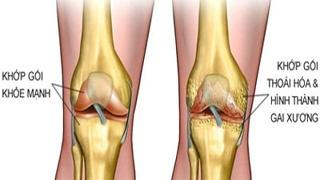 KHỚP GỐI
KHỎE MẠNH
KHỚP GỐI
THOÁI HÓA &
HÌNH THÀNH
GAI XƯƠNG